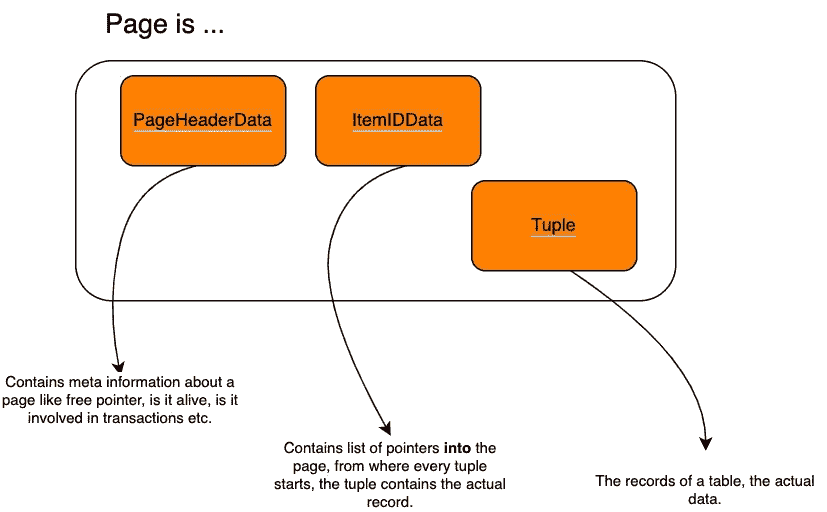 Page is ...
PageHeaderData
ItemIDData
Tuple
Contains meta information about a
page like free pointer, is it alive, is it
involved in transactions etc.
Contains list of pointers into the
page, from where every tuple
starts, the tuple contains the actual
record.
The records of a table, the actual
data.